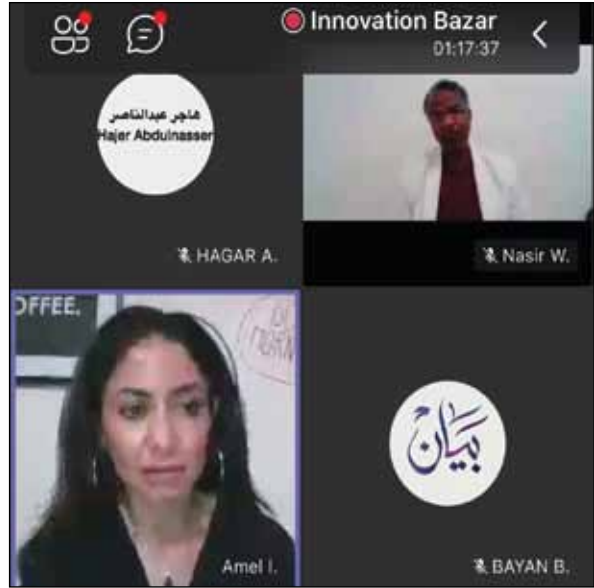 Innovation Bazar
01:17:37
هاجر عبدالناصر
Hajer Abdulnasser
HAGAR A.
Nasir W.
OFFEE.
Amel I.
بيان
BAYAN B.